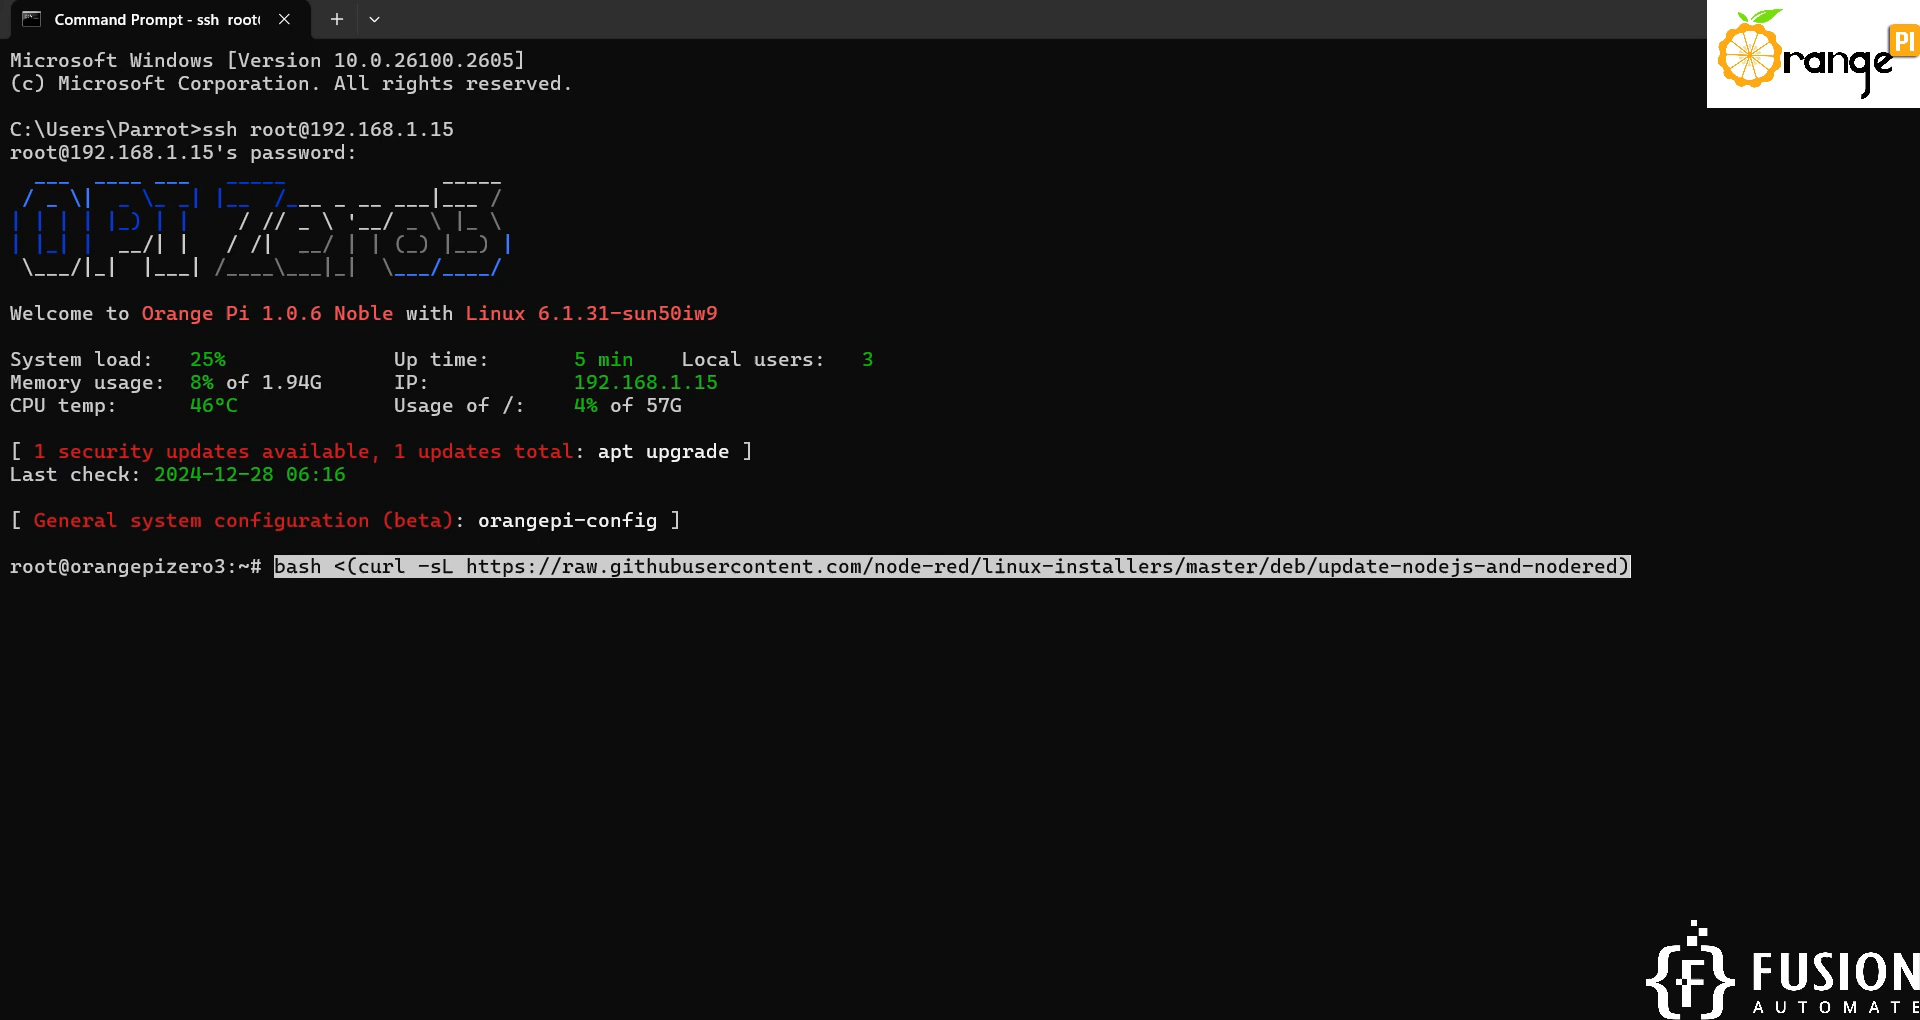 Command Prompt - ssh root(
Microsoft Windows [Version 10.0.26100.2605]
(c) Microsoft Corporation. All rights reserved.
C:\Users\Parrot>ssh root@192.168.1.15
root@192.168.1.15's password:
OPI Zero3
Welcome to Orange Pi 1.0.6 Noble with Linux 6.1.31-sun50iw9
System load: 25% Up time: 5 min Local users: 3
Memory usage: 8% of 1.94G IP: 192.168.1.15
CPU temp: 46°C Usage of /: 4% of 57G
[ 1 security updates available, 1 updates total: apt upgrade ]
Last check: 2024-12-28 06:16
[ General system configuration (beta): orangepi-config ]
root@orangepizero3:~# bash <(curl -sL https://raw.githubusercontent.com/node-red/linux-installers/master/deb/update-nodejs-and-nodered)
Orange PI
FUSION
AUTOMATE